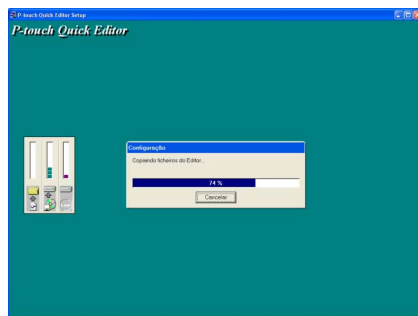 P-touch Quick Editor Setup
P-touch Quick Editor
Configuração
Copiando ficheiros do Editor...
74 %
Cancelar